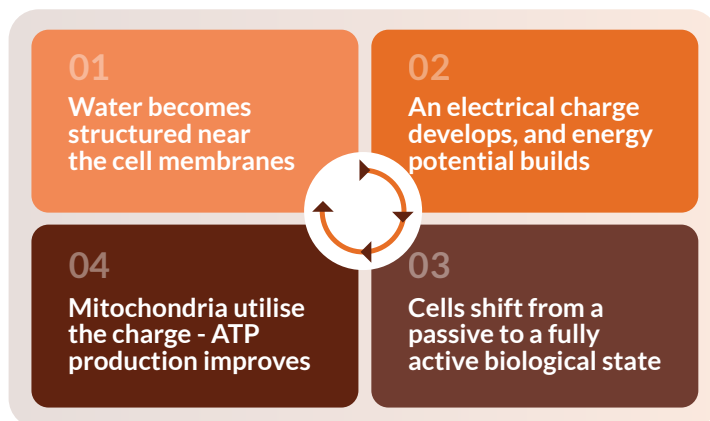 01
Water becomes
structured near
the cell membranes
02
An electrical charge
develops, and energy
potential builds
04
Mitochondria utilise
the charge - ATP
production improves
03
Cells shift from a
passive to a fully
active biological state